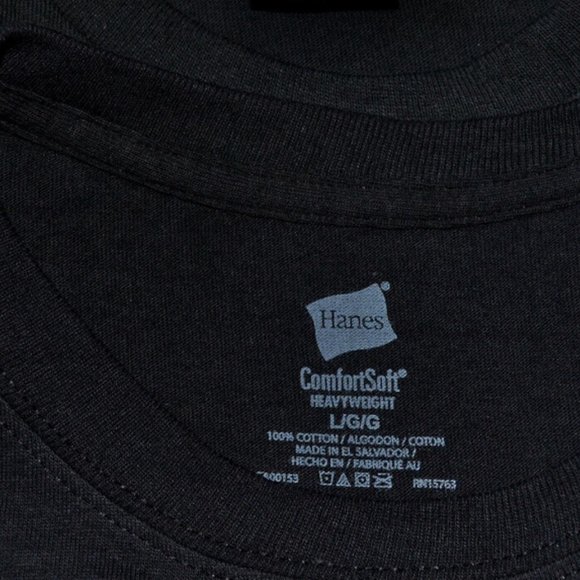 Hanes®
ComfortSoft®
HEAVYWEIGHT
L/G/G
100% COTTON / ALGODON / COTON
MADE IN EL SALVADOR /
HECHO EN / FABRIQUÉ AU
RN15763